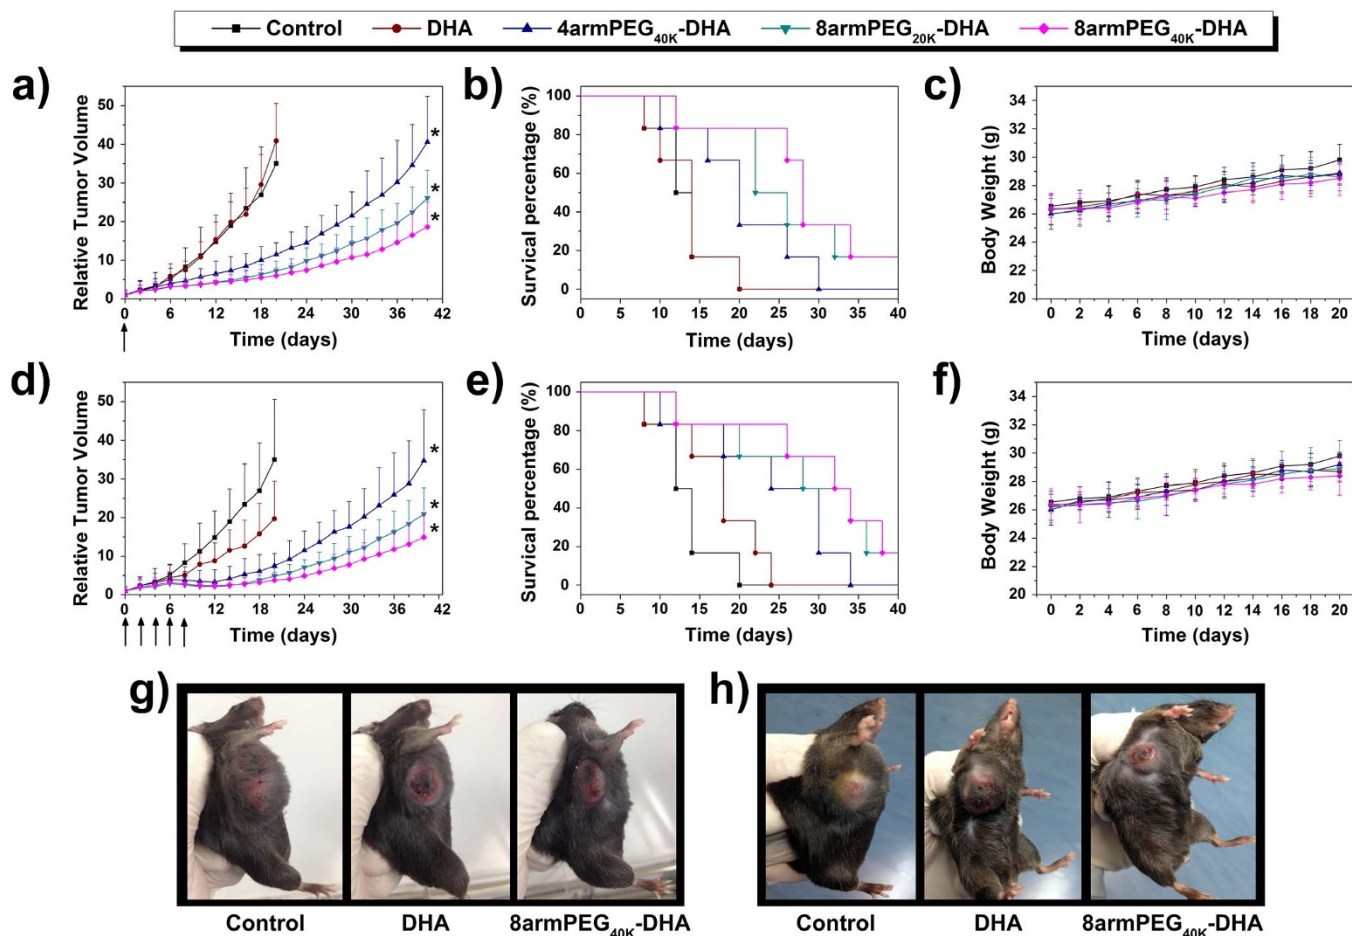 Control DHA 4armPEG40K-DHA 8armPEG20K-DHA 8armPEG40K-DHA
a)
Relative Tumor Volume
50
40
30
20
10
0
0 6 12 18 24 30 36 42
Time (days)
* * *
b)
Survical percentage (%)
100
80
60
40
20
0
0 5 10 15 20 25 30 35 40
Time (days)
c)
Body Weight (g)
34
32
30
28
26
24
22
20
0 2 4 6 8 10 12 14 16 18 20
Time (days)
d)
Relative Tumor Volume
50
40
30
20
10
0
0 6 12 18 24 30 36 42
Time (days)
* * *
e)
Survical percentage (%)
100
80
60
40
20
0
0 5 10 15 20 25 30 35 40
Time (days)
f)
Body Weight (g)
34
32
30
28
26
24
22
20
0 2 4 6 8 10 12 14 16 18 20
Time (days)
g)
Control DHA 8armPEG40K-DHA
h)
Control DHA 8armPEG40K-DHA